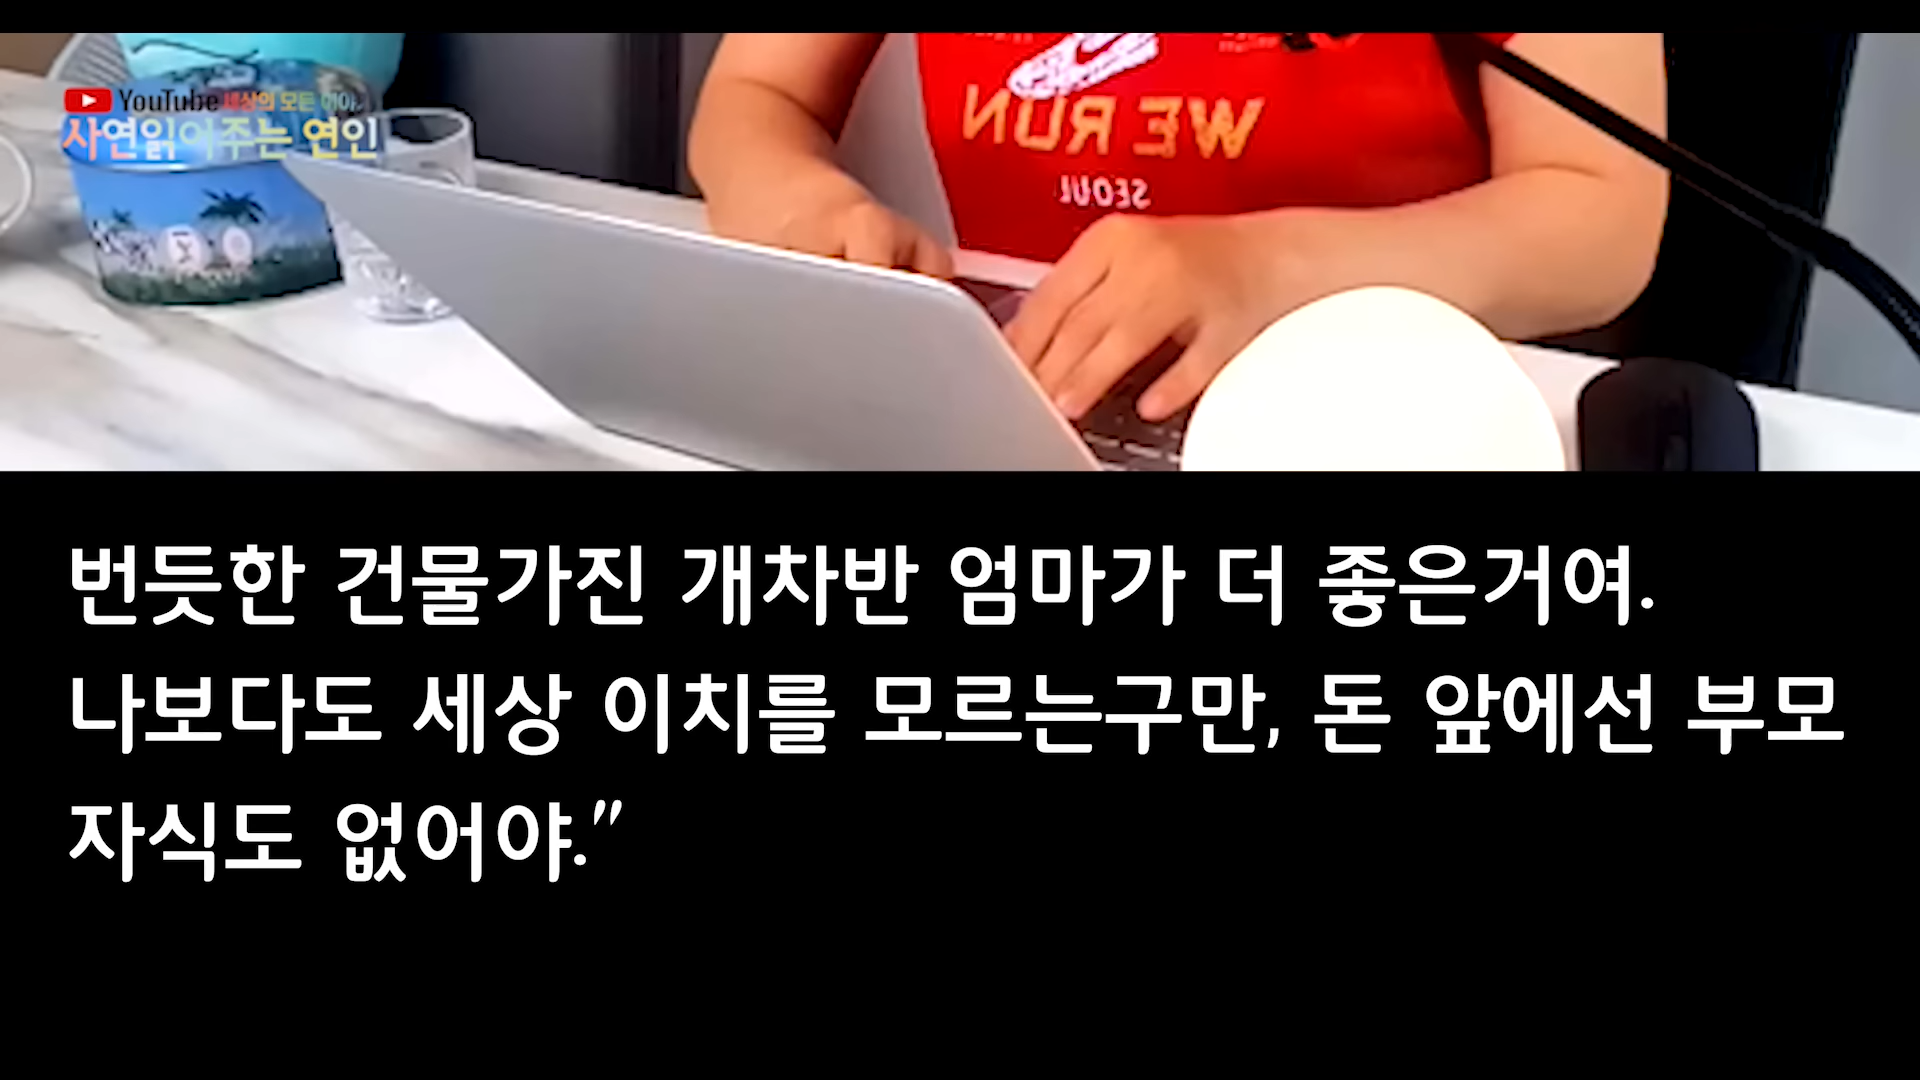 YouTube 세상의 모든 이야기
사연읽어주는 연인
WE RUN
SEOUL
번듯한 건물가진 개차반 엄마가 더 좋은거여.
나보다도 세상 이치를 모르는구만, 돈 앞에선 부모
자식도 없어야.”